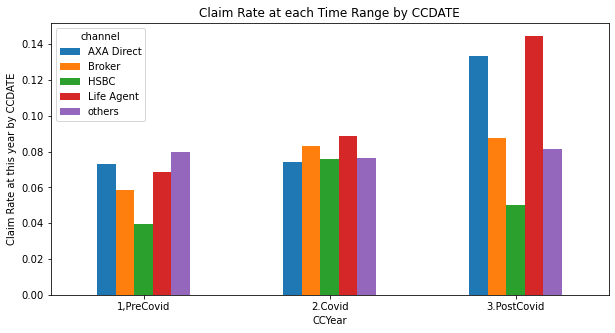 Claim Rate at each Time Range by CCDATE
channel
AXA Direct
Broker
HSBC
Life Agent
others
Claim Rate at this year by CCDATE
0.14
0.12
0.10
0.08
0.06
0.04
0.02
0.00
1,PreCovid
2.Covid
3.PostCovid
CCYear